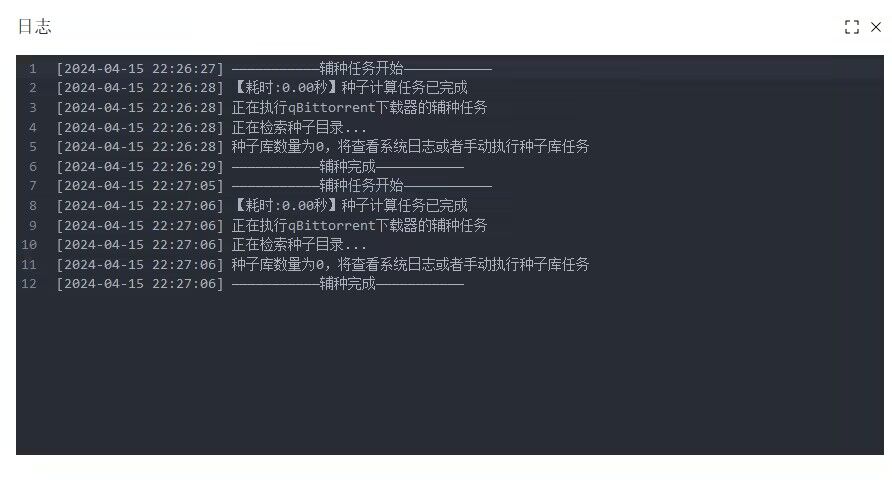 日志
1 [2024-04-15 22:26:27] ———————————辅种任务开始———————————
2 [2024-04-15 22:26:28] 【耗时:0.00秒】种子计算任务已完成
3 [2024-04-15 22:26:28] 正在执行qBittorrent下载器的辅种任务
4 [2024-04-15 22:26:28] 正在检索种子目录...
5 [2024-04-15 22:26:28] 种子库数量为0，将查看系统日志或者手动执行种子库任务
6 [2024-04-15 22:26:29] ———————————辅种完成———————————
7 [2024-04-15 22:27:05] ———————————辅种任务开始———————————
8 [2024-04-15 22:27:06] 【耗时:0.00秒】种子计算任务已完成
9 [2024-04-15 22:27:06] 正在执行qBittorrent下载器的辅种任务
10 [2024-04-15 22:27:06] 正在检索种子目录...
11 [2024-04-15 22:27:06] 种子库数量为0，将查看系统日志或者手动执行种子库任务
12 [2024-04-15 22:27:06] ———————————辅种完成———————————